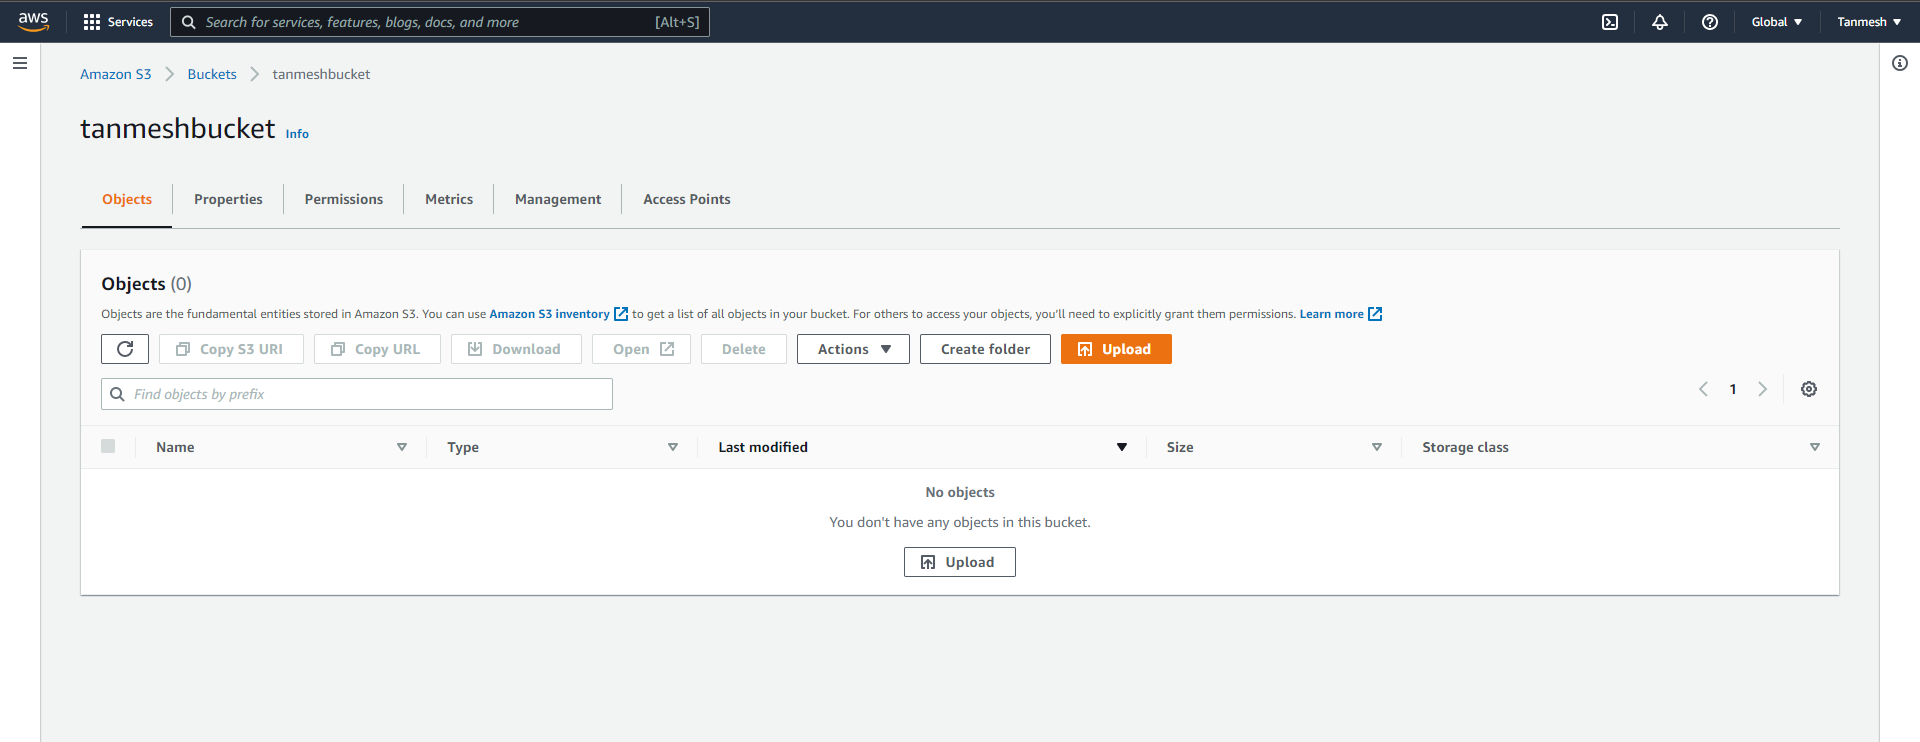 aws Services Search for services, features, blogs, docs, and more [Alt+S] Global Tanmesh
Amazon S3 Buckets tanmeshbucket
tanmeshbucket Info
Objects Properties Permissions Metrics Management Access Points
Objects (0)
Objects are the fundamental entities stored in Amazon S3. You can use Amazon S3 inventory to get a list of all objects in your bucket. For others to access your objects, you'll need to explicitly grant them permissions. Learn more
Copy S3 URI Copy URL Download Open Delete Actions Create folder Upload
Find objects by prefix 1
Name Type Last modified Size Storage class
No objects
You don't have any objects in this bucket.
Upload